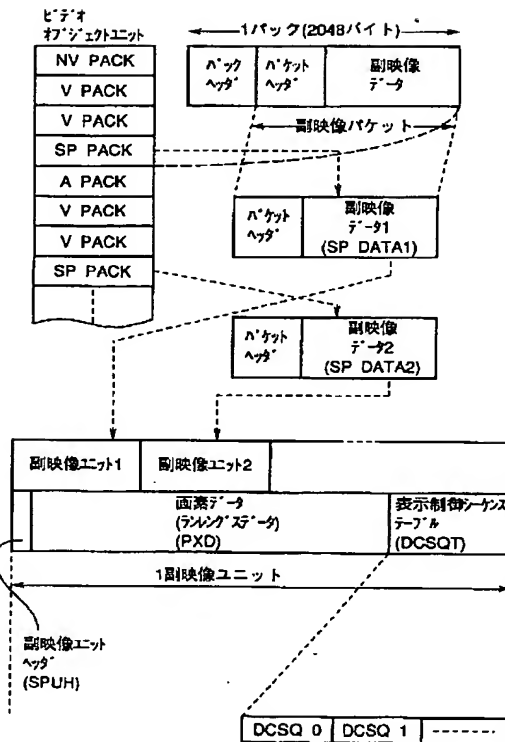 ビデオ
オブジェクトユニット
NV PACK
V PACK
V PACK
SP PACK
A PACK
V PACK
V PACK
SP PACK
1パック(2048バイト)
パック
ヘッダ
パケット
ヘッダ
副映像
データ
副映像パケット
パケット
ヘッダ
副映像
データ1
(SP DATA1)
パケット
ヘッダ
副映像
データ2
(SP DATA2)
副映像ユニット1
副映像ユニット2
画素データ
(ランレングスデータ)
(PXD)
表示制御シーケンス
テーブル
(DCSQT)
1副映像ユニット
副映像ユニット
ヘッダ
(SPUH)
DCSQ 0
DCSQ 1